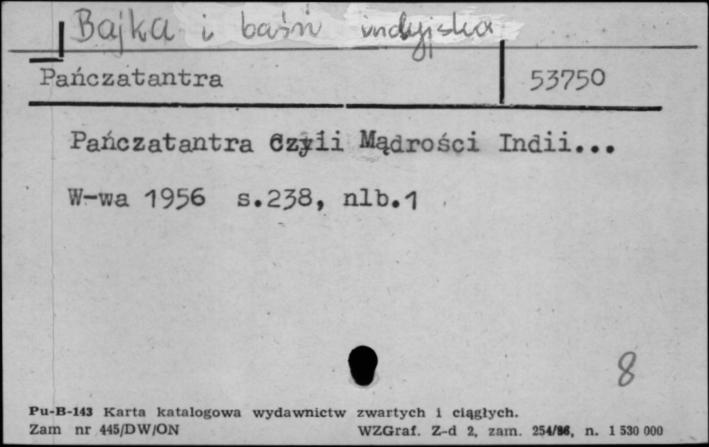 Bajka i baśń indyjska
Pańczatantra 53750
Pańczatantra Czyli Mądrości Indii...
W-wa 1956 s.238, nlb.1
8
Pu-B-143 Karta katalogowa wydawnictw zwartych i ciągłych.
Zam nr 445/DW/ON WZGraf. Z-d 2, zam. 254/86, n. 1 530 000